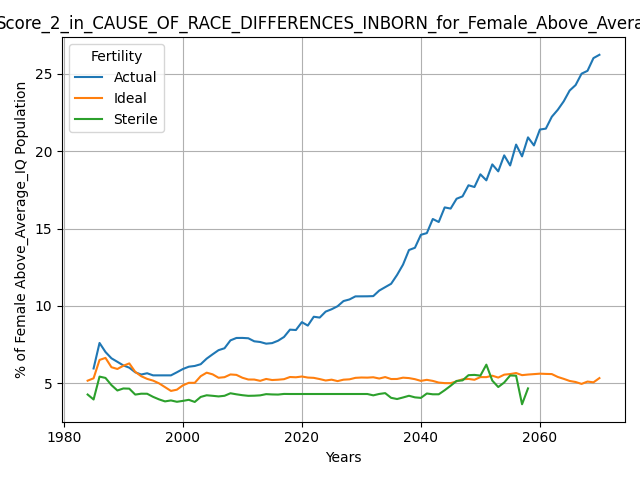 Score_2_in_CAUSE_OF_RACE_DIFFERENCES_INBORN_for_Female_Above_Avera
% of Female Above_Average_IQ Population
Fertility
Actual
Ideal
Sterile
25
20
15
10
5
1980 2000 2020 2040 2060
Years